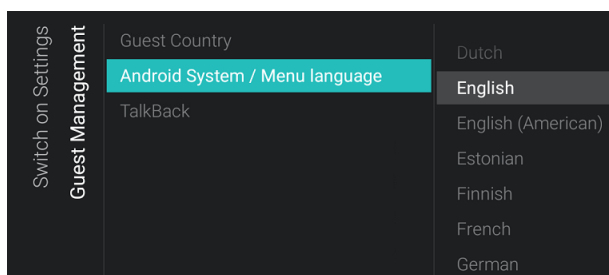 Switch on Settings
Guest Management
Guest Country
Android System / Menu language
TalkBack
Dutch
English
English (American)
Estonian
Finnish
French
German